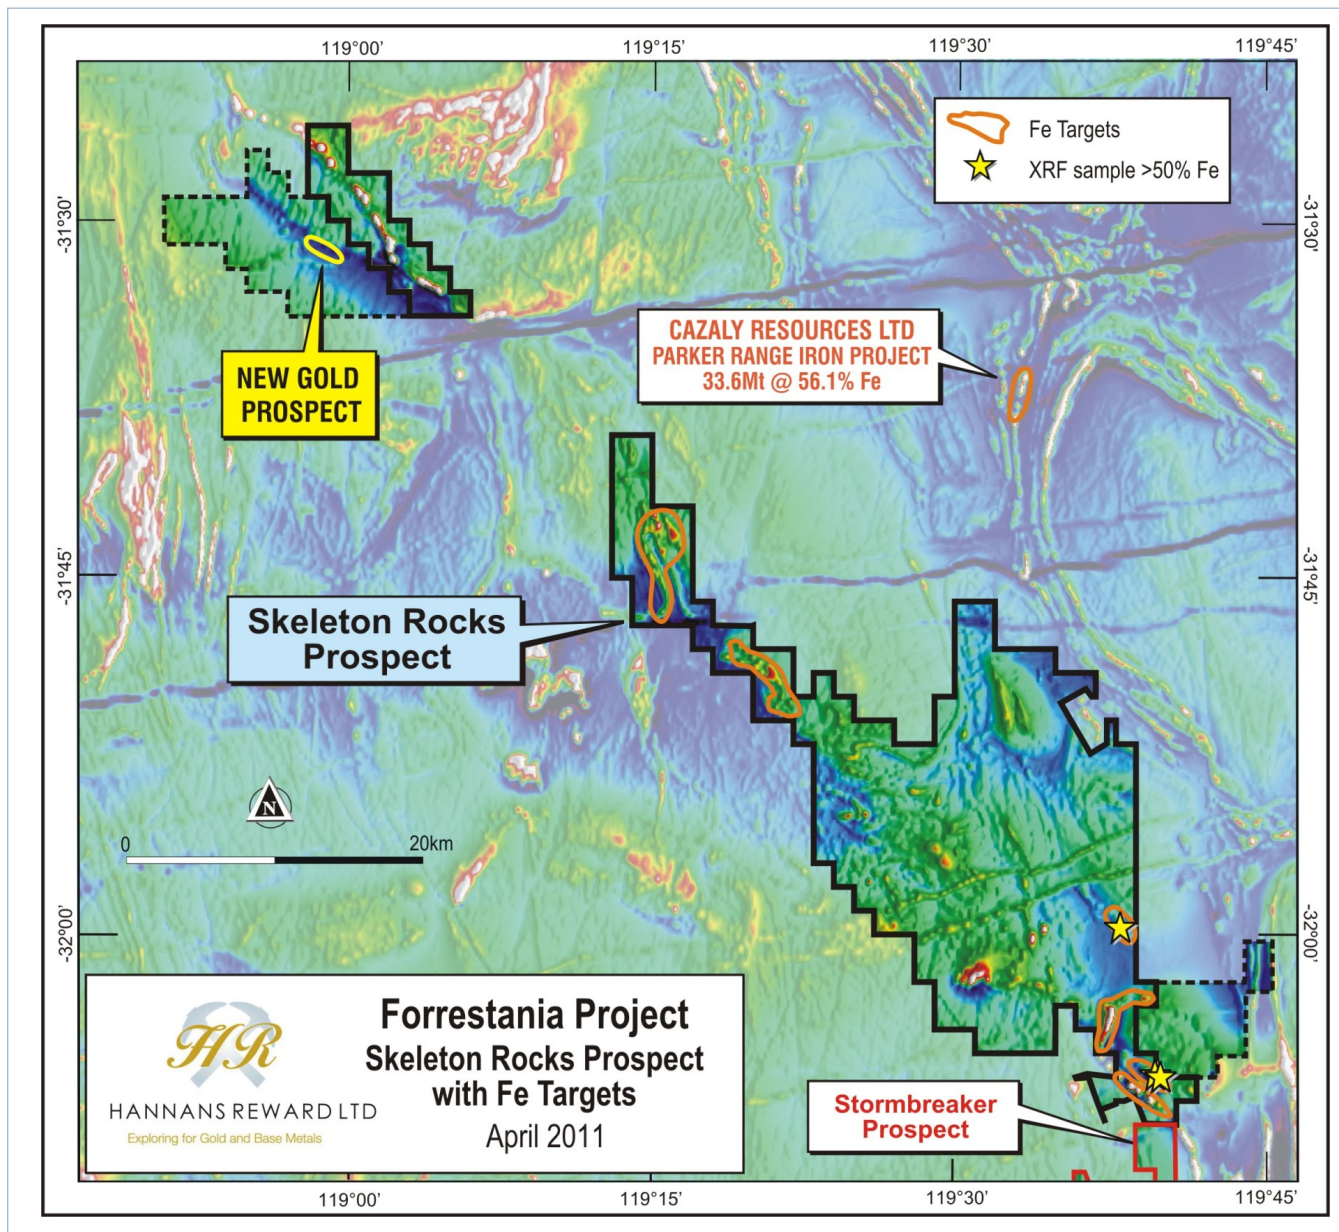 119°00'
119°15'
119°30'
119°45'
Fe Targets
XRF sample >50% Fe
-31°30'
-31°30'
CAZALY RESOURCES LTD
PARKER RANGE IRON PROJECT
33.6Mt @ 56.1% Fe
NEW GOLD
PROSPECT
-31°45'
-31°45'
Skeleton Rocks
Prospect
N
0
20km
-32°00'
-32°00'
Forrestania Project
Skeleton Rocks Prospect
with Fe Targets
April 2011
HR
HANNANS REWARD LTD
Exploring for Gold and Base Metals
Stormbreaker
Prospect
119°00'
119°15'
119°30'
119°45'